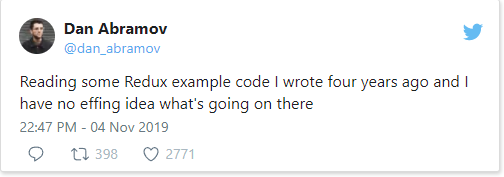 Dan Abramov
@dan_abramov
Reading some Redux example code I wrote four years ago and I
have no effing idea what's going on there
22:47 PM - 04 Nov 2019
398 2771